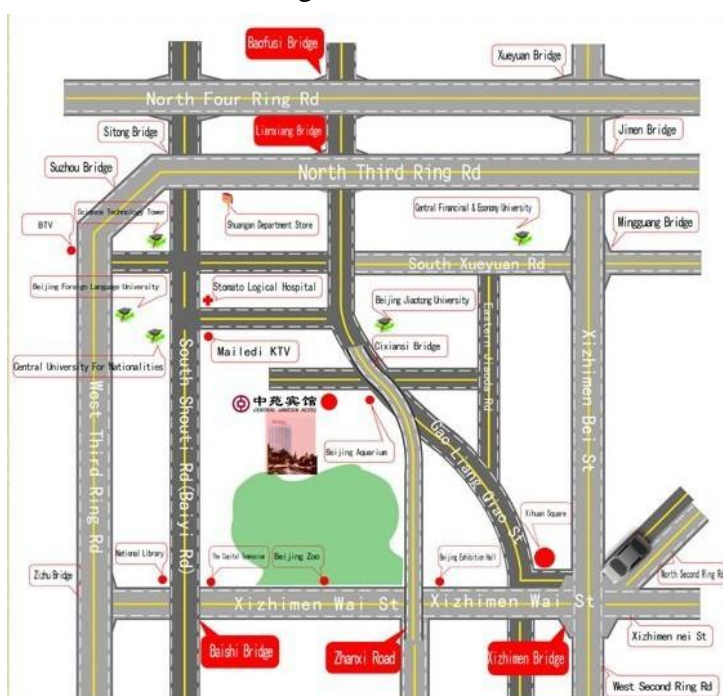 Baofusi Bridge
Xueyuan Bridge
North Four Ring Rd
Sitong Bridge
Lianxiang Bridge
Jimen Bridge
Suzhou Bridge
North Third Ring Rd
Science Technology Tower
Shuangan Department Store
Central Financinal & Economy University
Mingguang Bridge
BTV
South Xueyuan Rd
Beijing Foreign Language University
Stomato Logical Hospital
Beijing Jiaotong University
Eastern Jiaoda Rd
Cixiansi Bridge
Mailedi KTV
Central University For Nationalities
Xizhimen Bei St
West Third Ring Rd
South Shouti Rd(Baiyi Rd)
中苑宾馆
CENTRAL GARDEN HOTEL
Gao Liang Qiao St
Beijing Aquarium
Xihuan Square
National Library
The Capital
Beijing Zoo
Beijing Exhibition Hall
North Second Ring Rd
Zizhu Bridge
Xizhimen Wai St
Xizhimen Wai St
Xizhimen nei St
Baishi Bridge
Zhanxi Road
Xizhimen Bridge
West Second Ring Rd